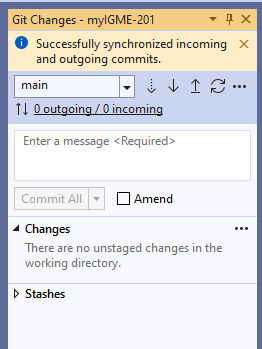 Git Changes - myIGME-201
Successfully synchronized incoming
and outgoing commits.
main
0 outgoing / 0 incoming
Enter a message <Required>
Commit All
Amend
Changes
There are no unstaged changes in the
working directory.
Stashes